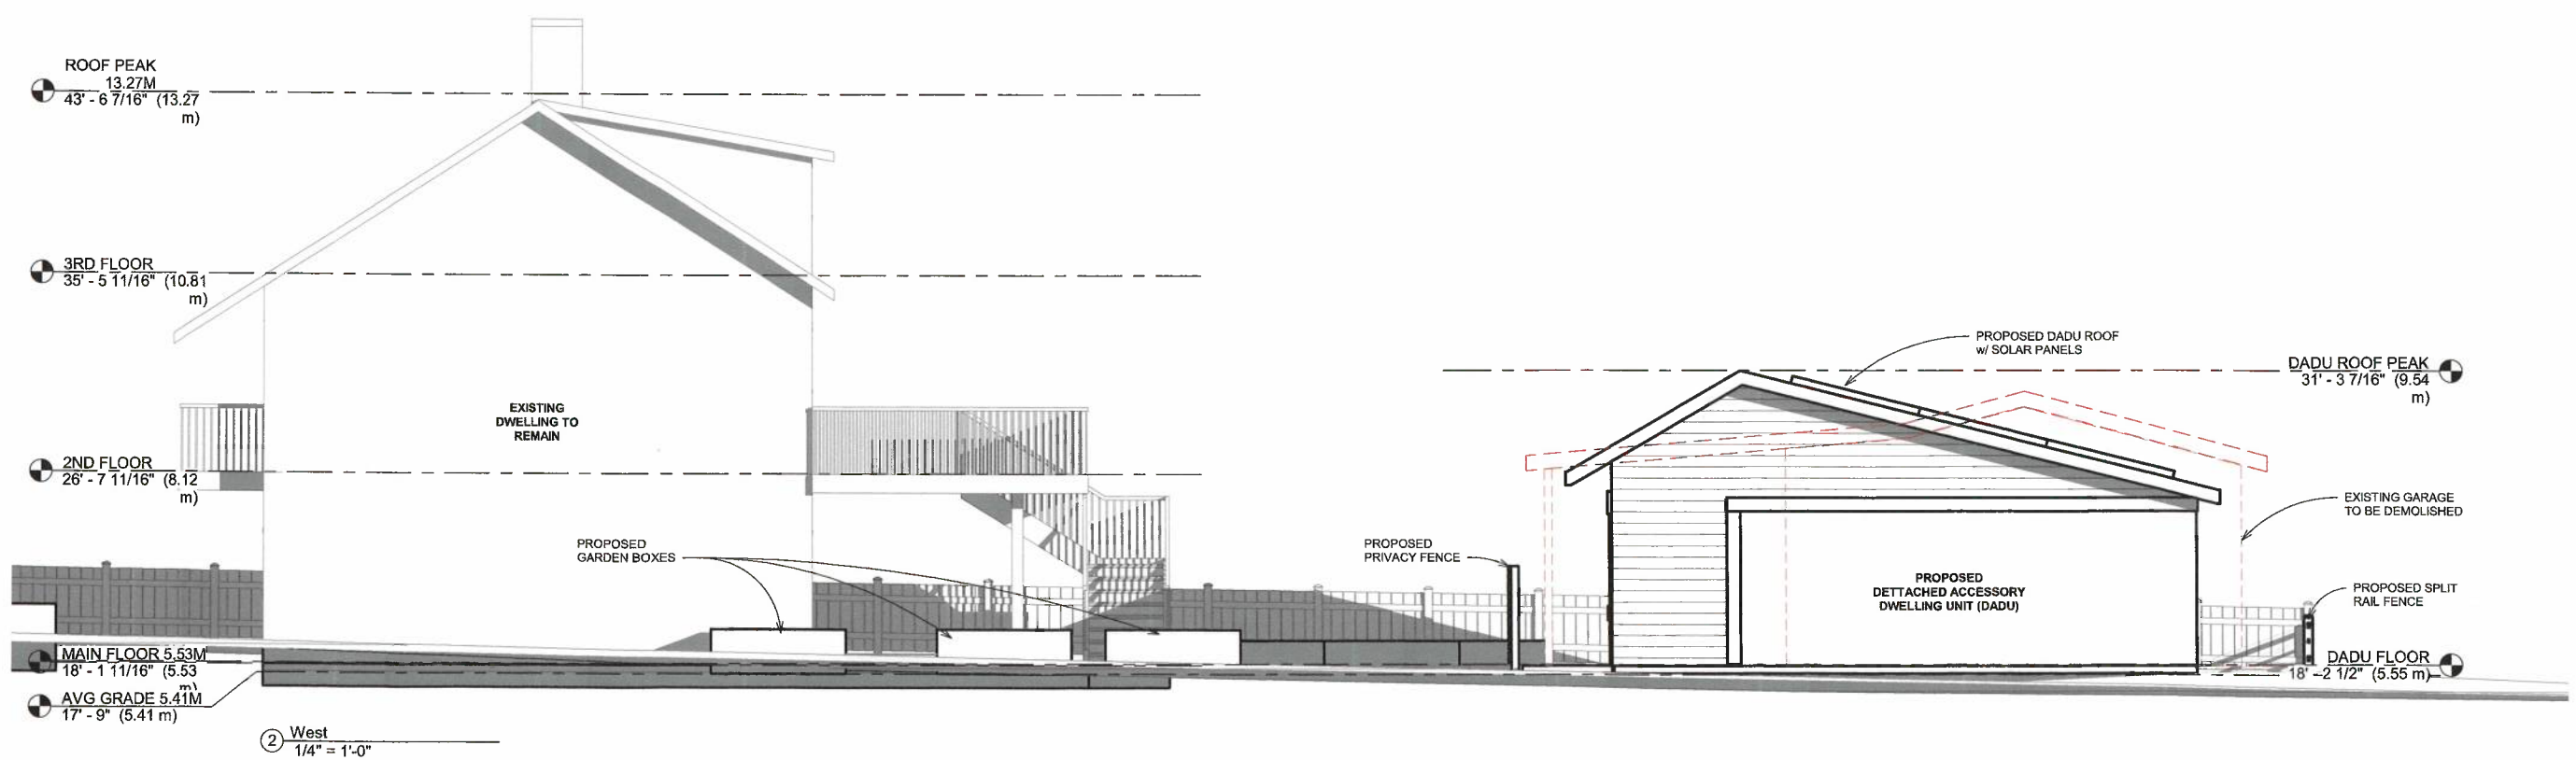 ROOF PEAK
13.27M
43' - 6 7/16" (13.27
m)
3RD FLOOR
35' - 5 11/16" (10.81
m)
2ND FLOOR
26' - 7 11/16" (8.12
m)
MAIN FLOOR 5.53M
18' - 1 11/16" (5.53
m)
AVG GRADE 5.41M
17' - 9" (5.41 m)
EXISTING
DWELLING TO
REMAIN
PROPOSED
GARDEN BOXES
PROPOSED
PRIVACY FENCE
PROPOSED DADU ROOF
w/ SOLAR PANELS
DADU ROOF PEAK
31' - 3 7/16" (9.54
m)
EXISTING GARAGE
TO BE DEMOLISHED
PROPOSED
DETTACHED ACCESSORY
DWELLING UNIT (DADU)
PROPOSED SPLIT
RAIL FENCE
DADU FLOOR
18' - 2 1/2" (5.55 m)
2 West
1/4" = 1'-0"